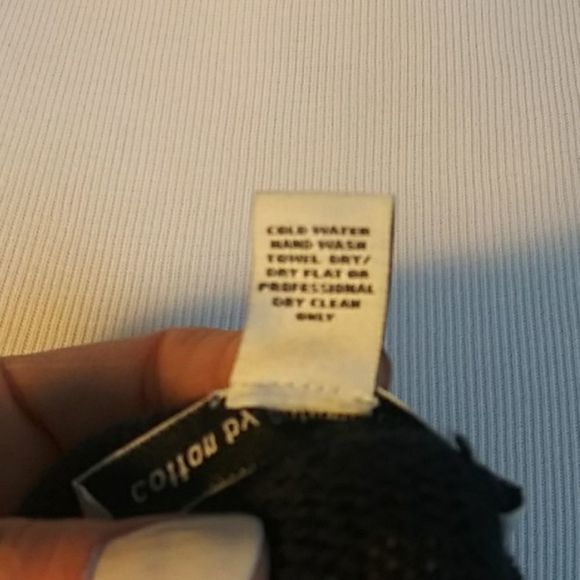 COLD WATER
HAND WASH
TOWEL DRY/
DRY FLAT OR
PROFESSIONAL
DRY CLEAN
ONLY
cotton by